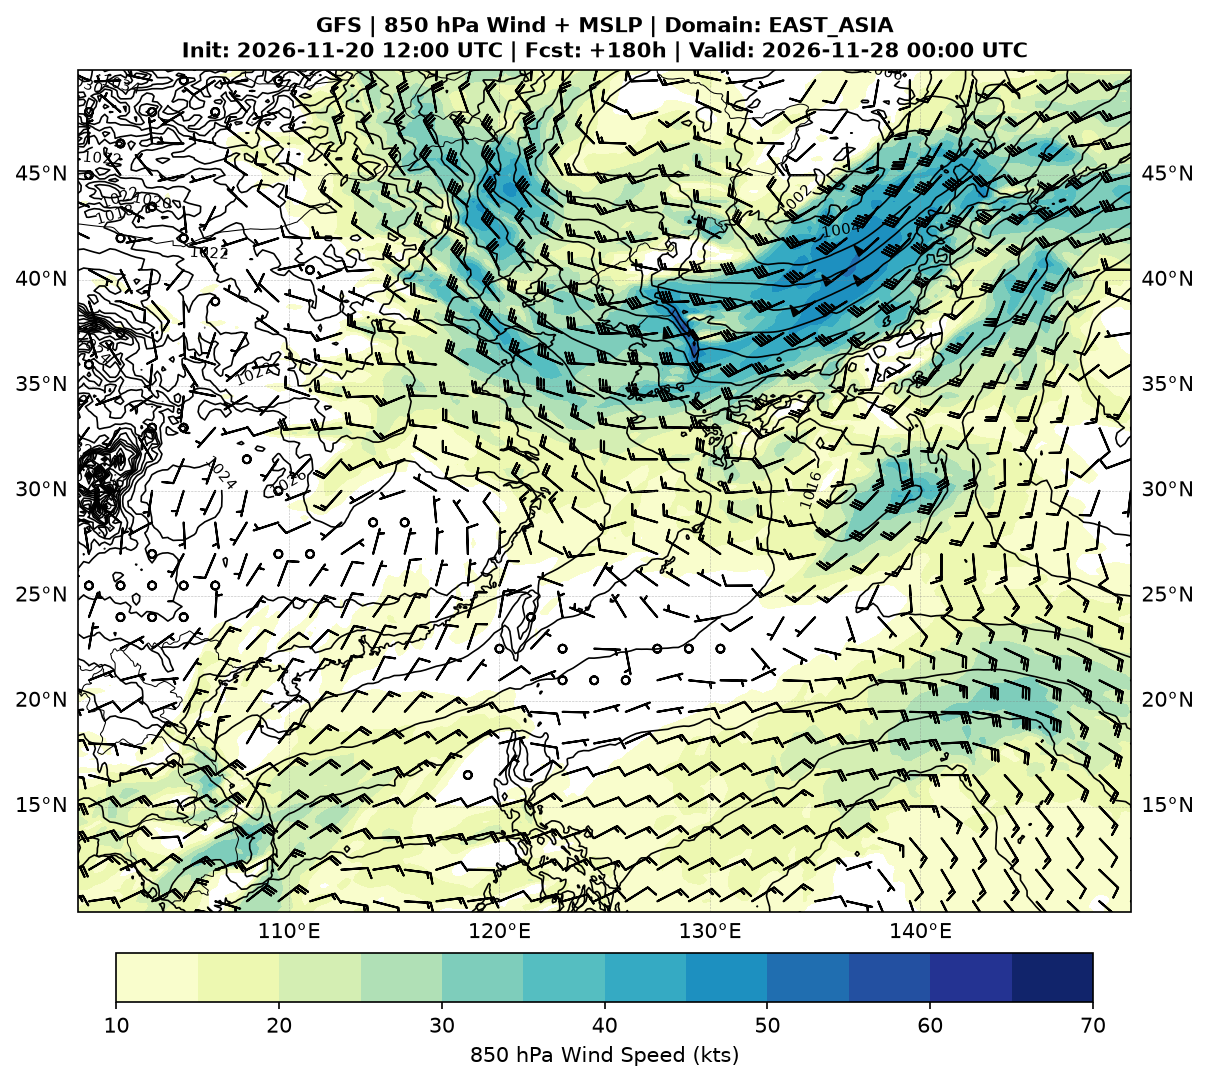 GFS | 850 hPa Wind + MSLP | Domain: EAST_ASIA
Init: 2026-11-20 12:00 UTC | Fcst: +180h | Valid: 2026-11-28 00:00 UTC
45°N
40°N
35°N
30°N
25°N
20°N
15°N
45°N
40°N
35°N
30°N
25°N
20°N
15°N
1020
1022
1002
1004
1016
110°E
120°E
130°E
140°E
10
20
30
40
50
60
70
850 hPa Wind Speed (kts)